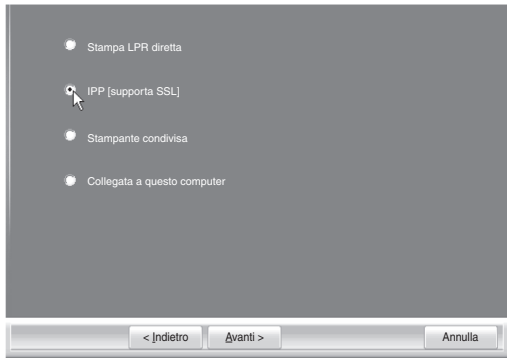 Stampa LPR diretta
IPP [supporta SSL]
Stampante condivisa
Collegata a questo computer
< Indietro Avanti > Annulla